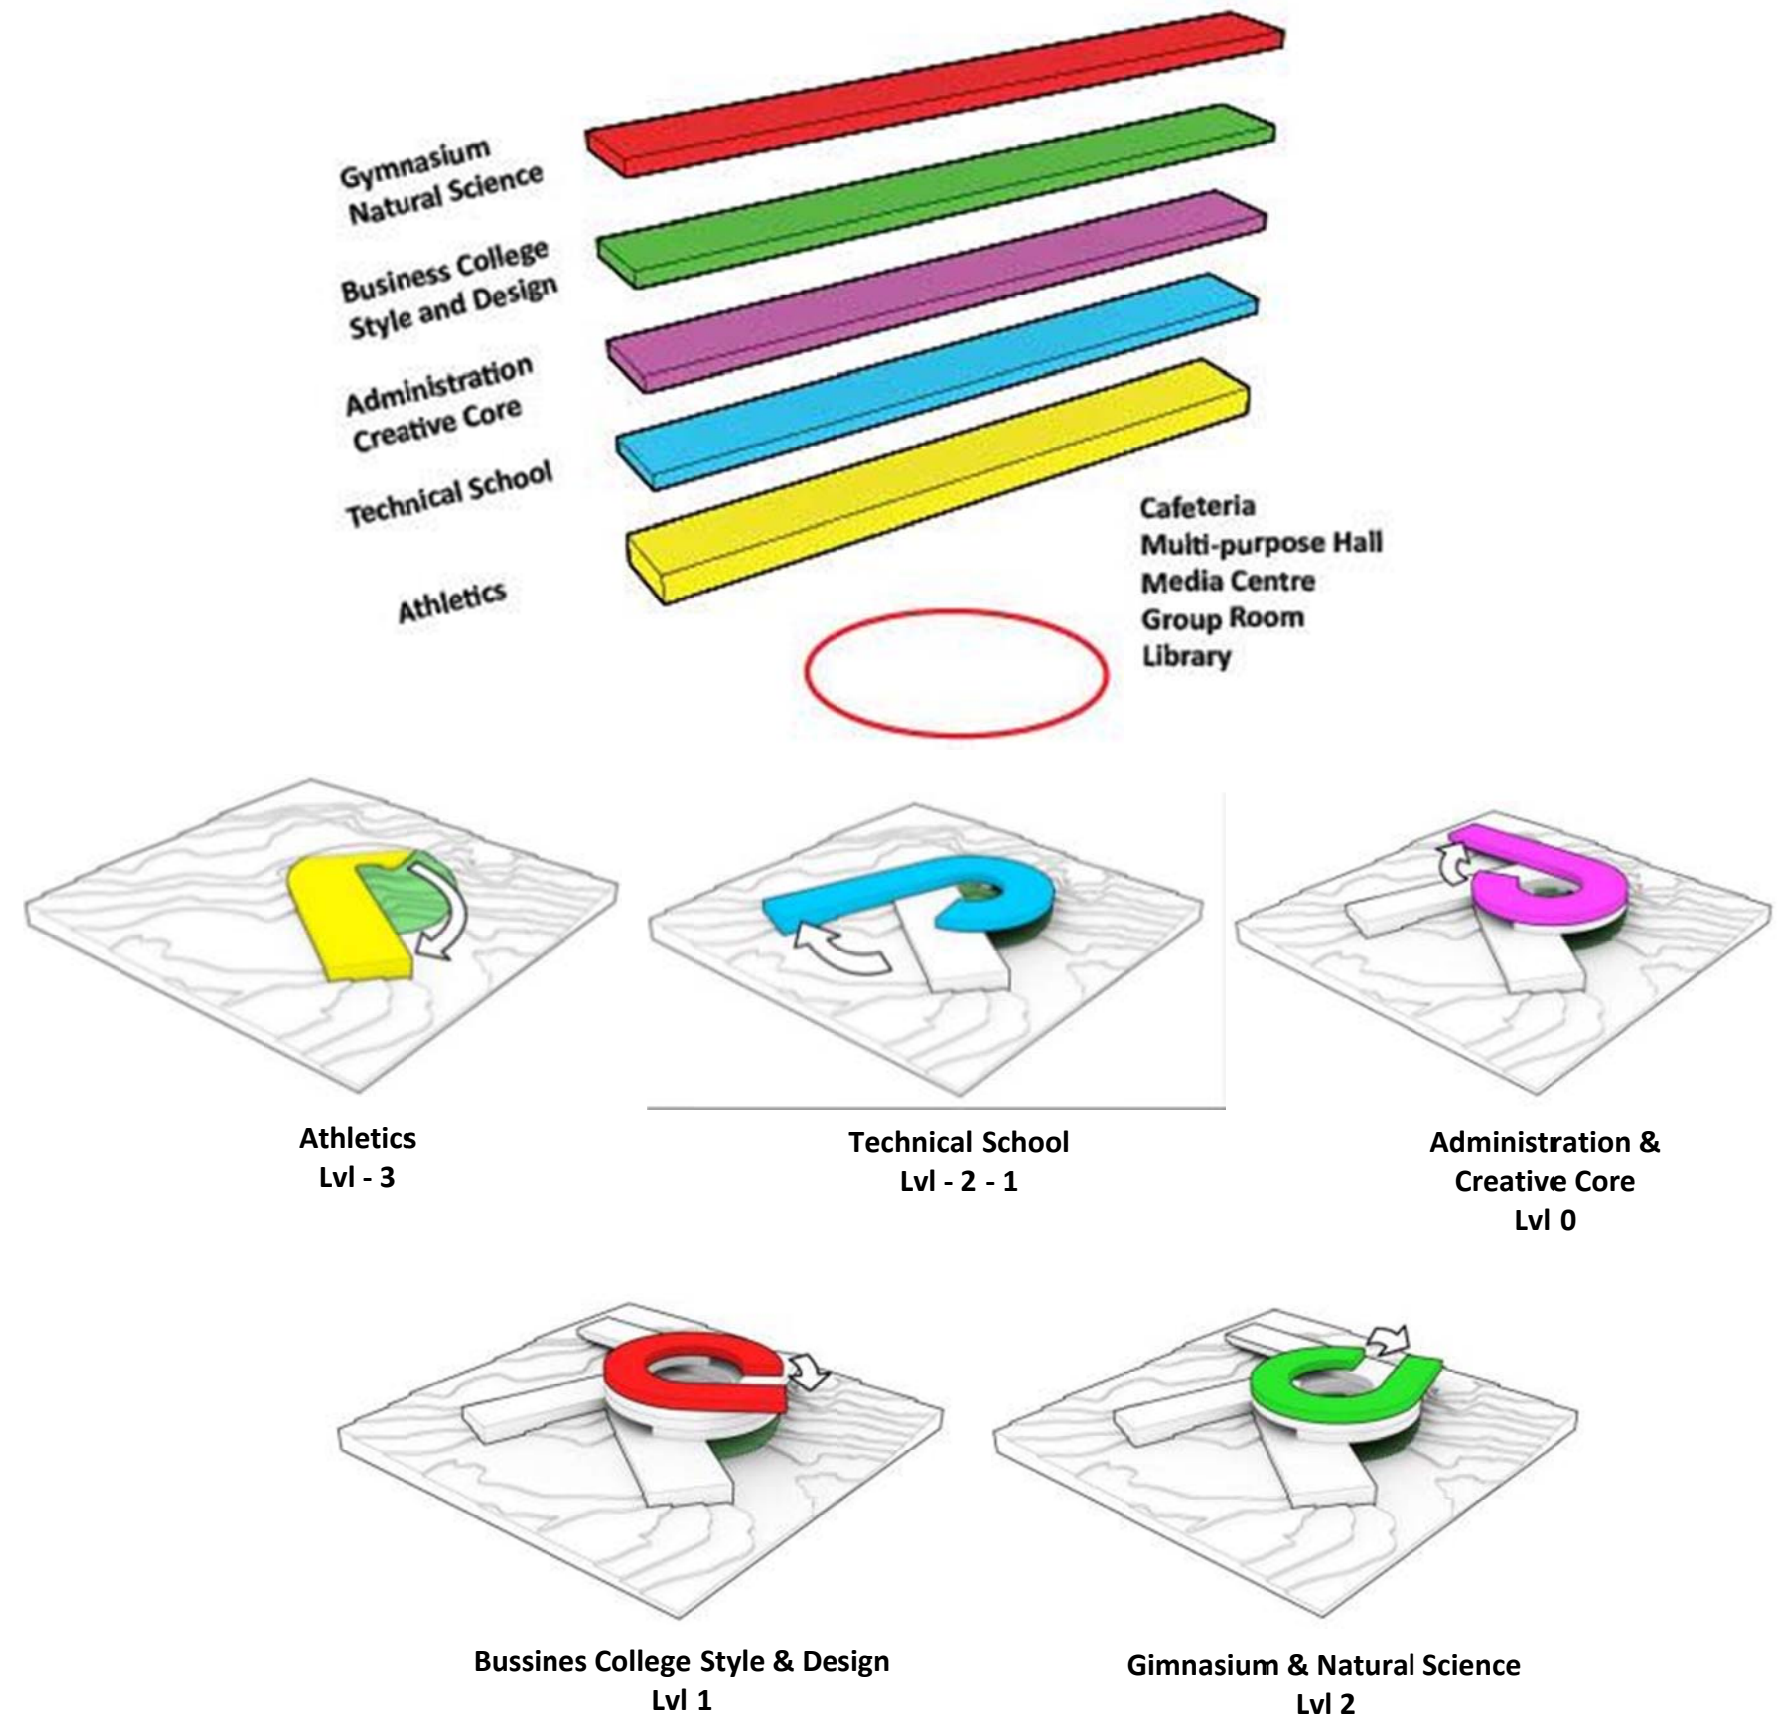 Gymnasium
Natural Science
Business College
Style and Design
Administration
Creative Core
Technical School
Athletics
Cafeteria
Multi-purpose Hall
Media Centre
Group Room
Library
Athletics
Lvl - 3
Technical School
Lvl - 2 - 1
Administration &
Creative Core
Lvl 0
Bussines College Style & Design
Lvl 1
Gimnasium & Natural Science
Lvl 2